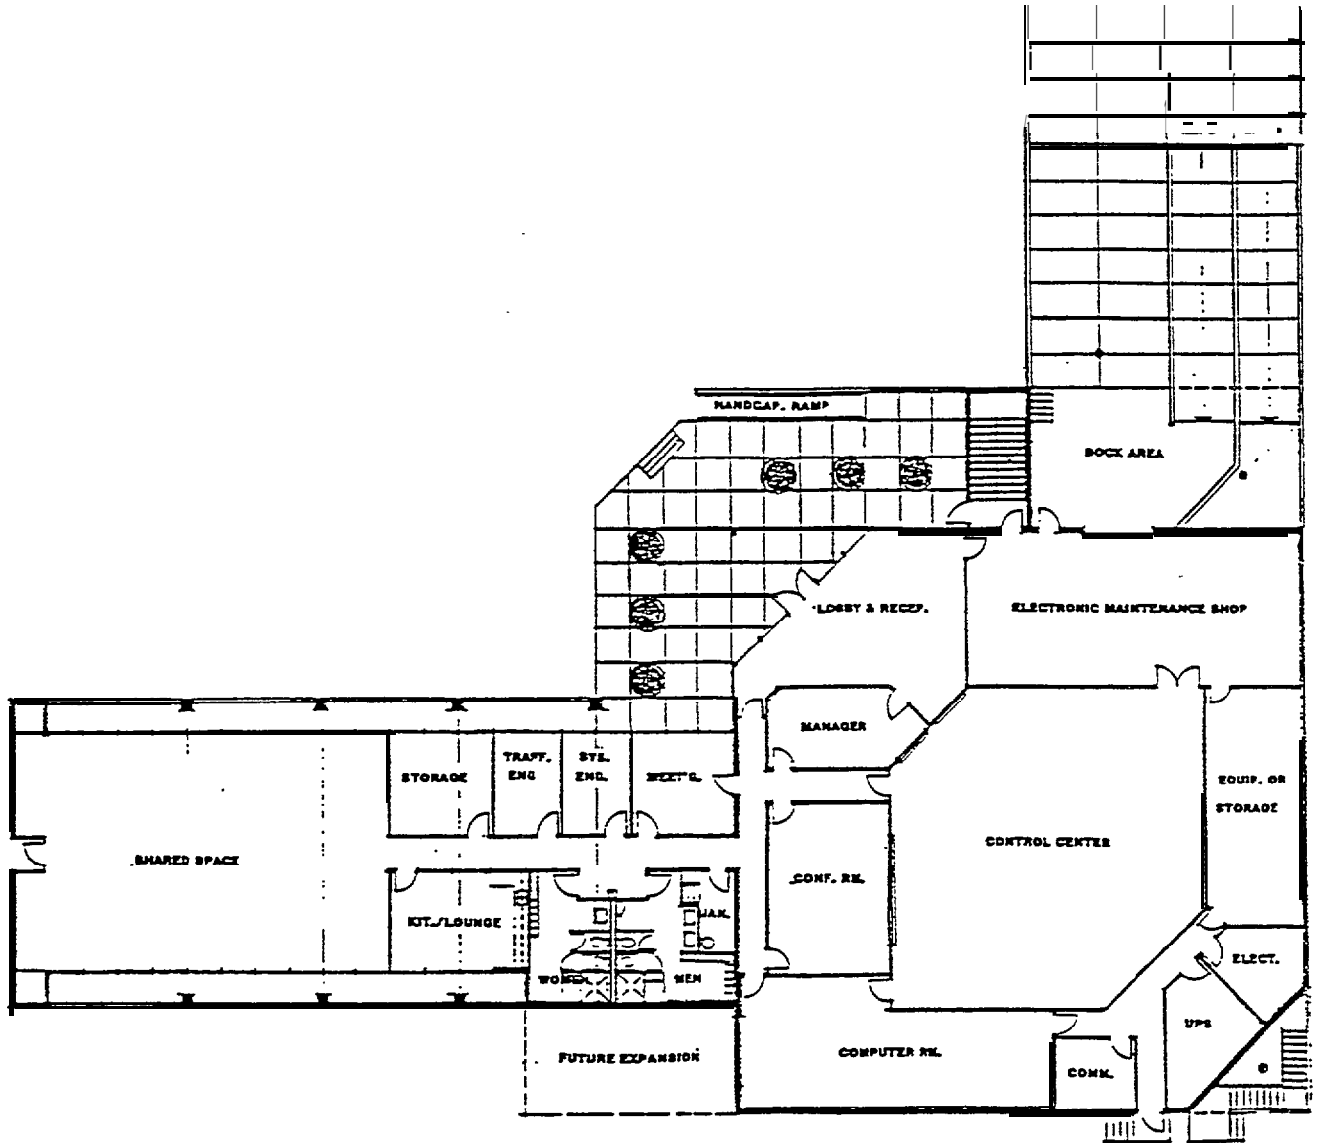 HANDCAP. RAMP
DOCK AREA
LOBBY & RECEP.
ELECTRONIC MAINTENANCE SHOP
MANAGER
STORAGE
TRAFF.
ENG
SYS.
ENG.
MEET'G.
EQUIP. OR
STORAGE
CONTROL CENTER
SHARED SPACE
CONF. RM.
KIT./LOUNGE
JAN.
WOMEN
MEN
ELECT.
UPS
FUTURE EXPANSION
COMPUTER RM.
COMM.